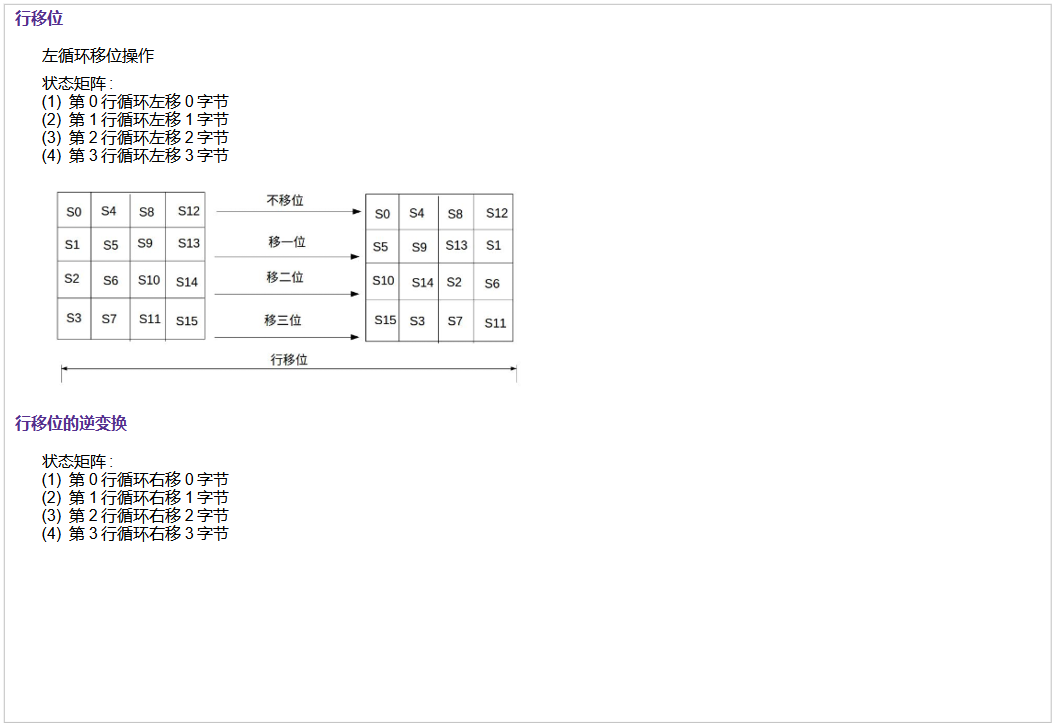 行移位
左循环移位操作
状态矩阵：
(1) 第 0 行循环左移 0 字节
(2) 第 1 行循环左移 1 字节
(3) 第 2 行循环左移 2 字节
(4) 第 3 行循环左移 3 字节
S0 S4 S8 S12 不移位 S0 S4 S8 S12
S1 S5 S9 S13 移一位 S5 S9 S13 S1
S2 S6 S10 S14 移二位 S10 S14 S2 S6
S3 S7 S11 S15 移三位 S15 S3 S7 S11
行移位
行移位的逆变换
状态矩阵：
(1) 第 0 行循环右移 0 字节
(2) 第 1 行循环右移 1 字节
(3) 第 2 行循环右移 2 字节
(4) 第 3 行循环右移 3 字节